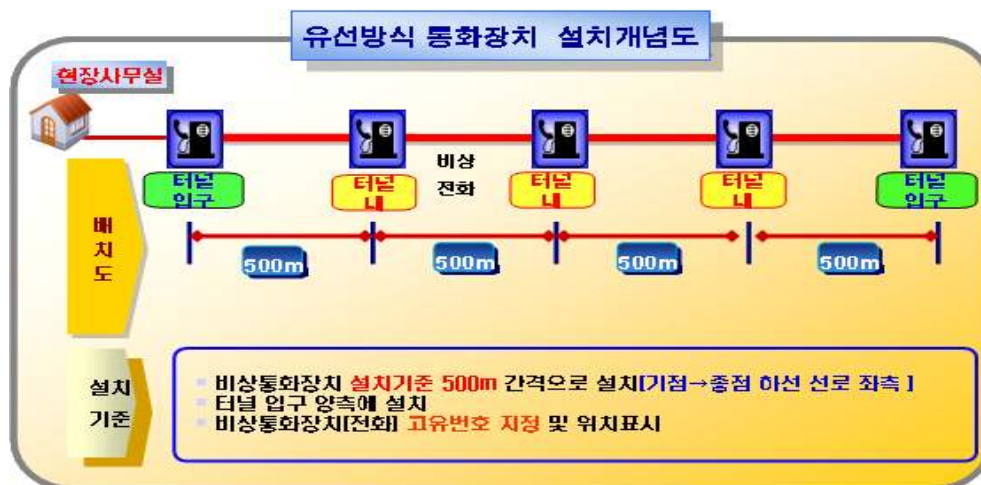 유선방식 통화장치 설치개념도
현장사무실
비상
전화
터널
입구
터널
내
터널
내
터널
내
터널
입구
배
치
도
500m
500m
500m
500m
설치
기준
비상통화장치 설치기준 500m 간격으로 설치[기점→종점 하선 선로 좌측 ]
터널 입구 양측에 설치
비상통화장치[전화] 고유번호 지정 및 위치표시